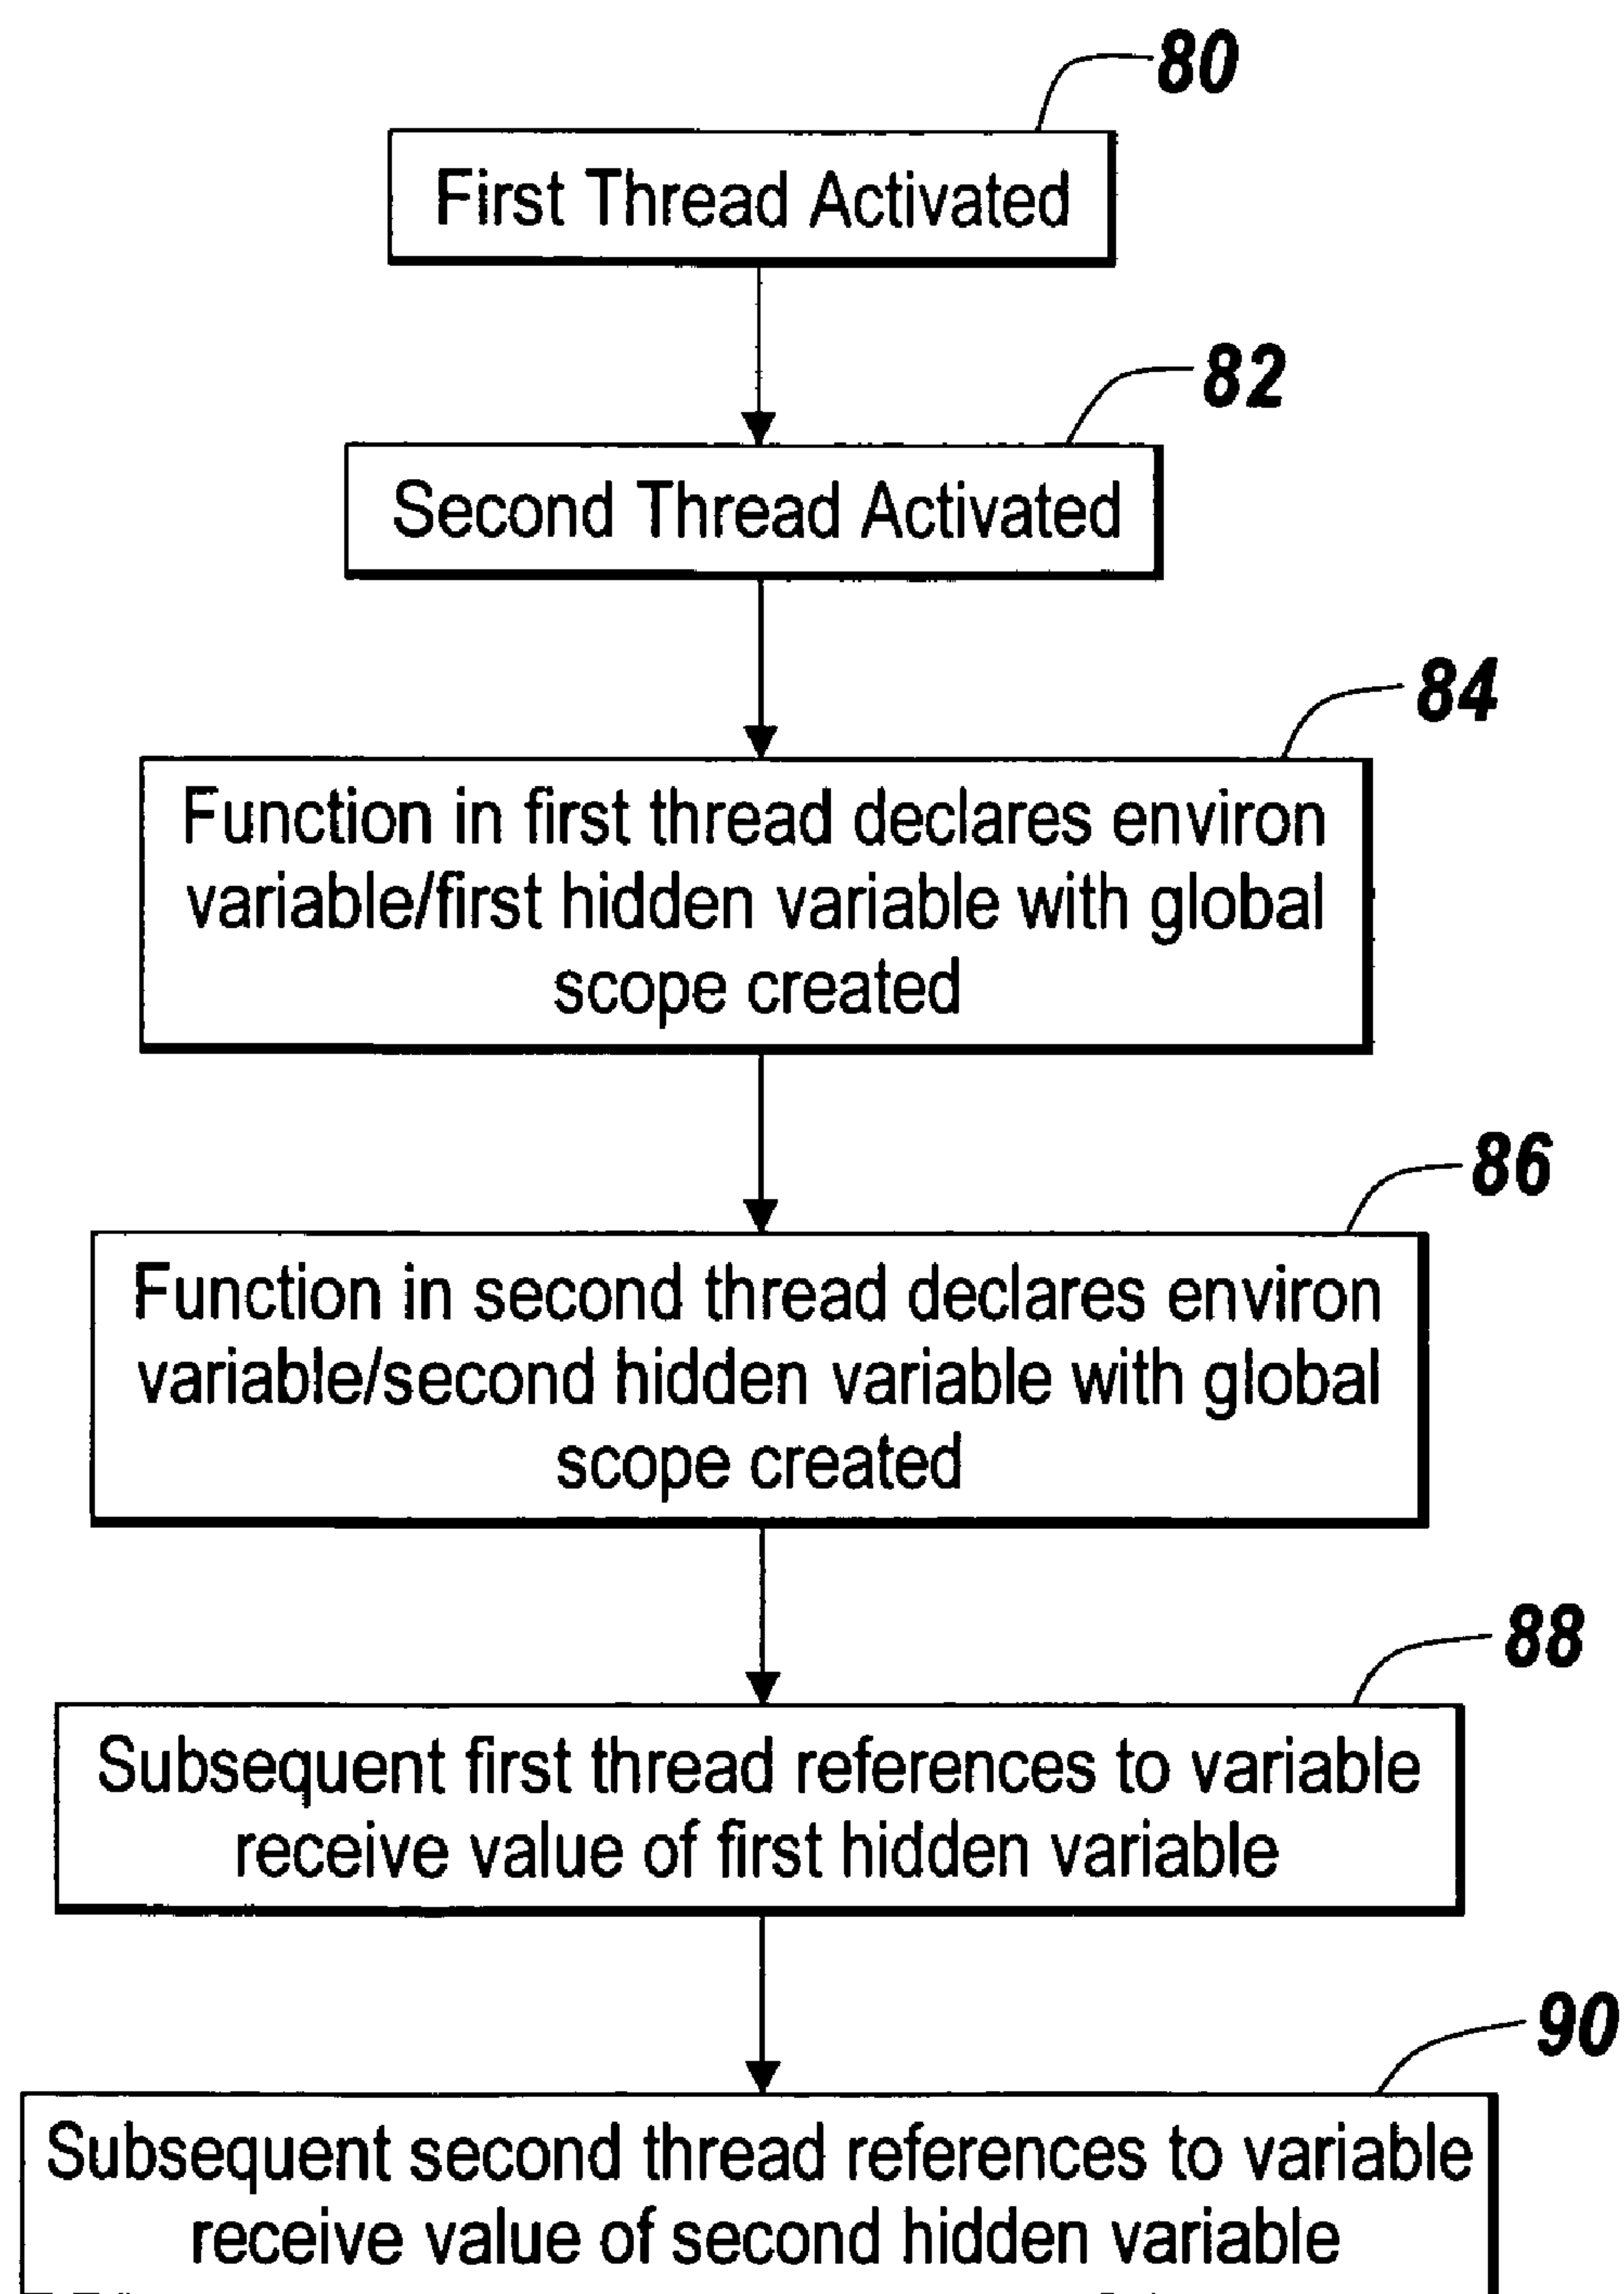 80
First Thread Activated
82
Second Thread Activated
84
Function in first thread declares environ
variable/first hidden variable with global
scope created
86
Function in second thread declares environ
variable/second hidden variable with global
scope created
88
Subsequent first thread references to variable
receive value of first hidden variable
90
Subsequent second thread references to variable
receive value of second hidden variable